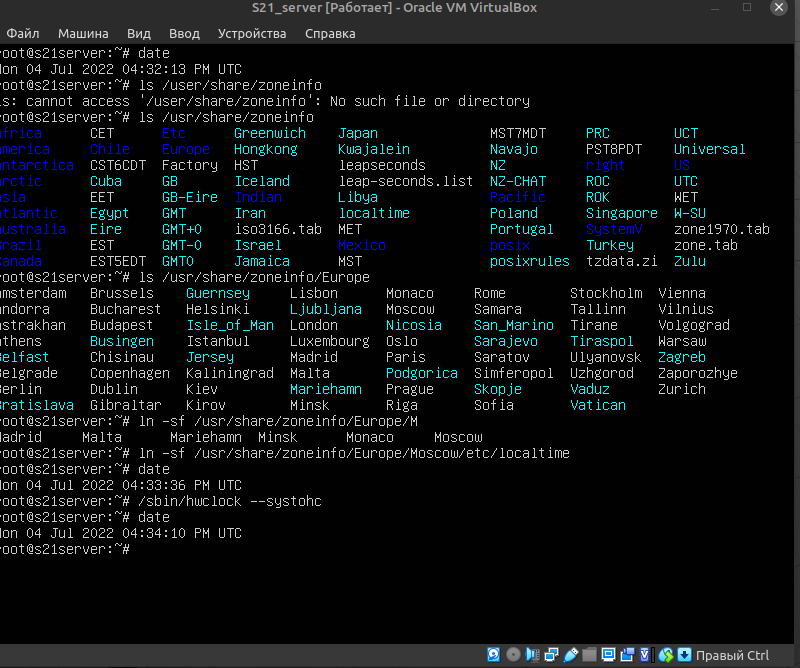 S21_server [Работает] - Oracle VM VirtualBox
Файл Машина Вид Ввод Устройства Справка
root@s21server:~# date
Mon 04 Jul 2022 04:32:13 PM UTC
root@s21server:~# ls /user/share/zoneinfo
ls: cannot access '/user/share/zoneinfo': No such file or directory
root@s21server:~# ls /usr/share/zoneinfo
Africa CET Etc Greenwich Japan MST7MDT PRC UCT
America Chile Europe Hongkong Kwajalein Navajo PST8PDT Universal
Antarctica CST6CDT Factory HST leapseconds NZ right US
Arctic Cuba GB Iceland leap-seconds.list NZ-CHAT ROC UTC
Asia EET GB-Eire Indian Libya Pacific ROK WET
Atlantic Egypt GMT Iran localtime Poland Singapore W-SU
Australia Eire GMT+0 iso3166.tab MET Portugal SystemV zone1970.tab
Brazil EST GMT-0 Israel Mexico posix Turkey zone.tab
Canada EST5EDT GMT0 Jamaica MST posixrules tzdata.zi Zulu
root@s21server:~# ls /usr/share/zoneinfo/Europe
Amsterdam Brussels Guernsey Lisbon Monaco Rome Stockholm Vienna
Andorra Bucharest Helsinki Ljubljana Moscow Samara Tallinn Vilnius
Astrakhan Budapest Isle_of_Man London Nicosia San_Marino Tirane Volgograd
Athens Busingen Istanbul Luxembourg Oslo Sarajevo Tiraspol Warsaw
Belfast Chisinau Jersey Madrid Paris Saratov Ulyanovsk Zagreb
Belgrade Copenhagen Kaliningrad Malta Podgorica Simferopol Uzhgorod Zaporozhye
Berlin Dublin Kiev Mariehamn Prague Skopje Vaduz Zurich
Bratislava Gibraltar Kirov Minsk Riga Sofia Vatican
root@s21server:~# ln -sf /usr/share/zoneinfo/Europe/M
Madrid Malta Mariehamn Minsk Monaco Moscow
root@s21server:~# ln -sf /usr/share/zoneinfo/Europe/Moscow/etc/localtime
root@s21server:~# date
Mon 04 Jul 2022 04:33:36 PM UTC
root@s21server:~# /sbin/hwclock --systohc
root@s21server:~# date
Mon 04 Jul 2022 04:34:10 PM UTC
root@s21server:~#
Правый Ctrl